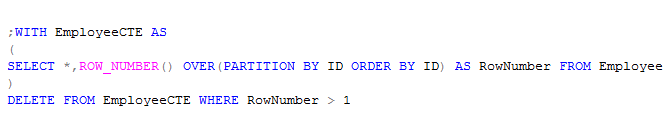 ;WITH EmployeeCTE AS
(
SELECT *,ROW_NUMBER() OVER(PARTITION BY ID ORDER BY ID) AS RowNumber FROM Employee
)
DELETE FROM EmployeeCTE WHERE RowNumber > 1